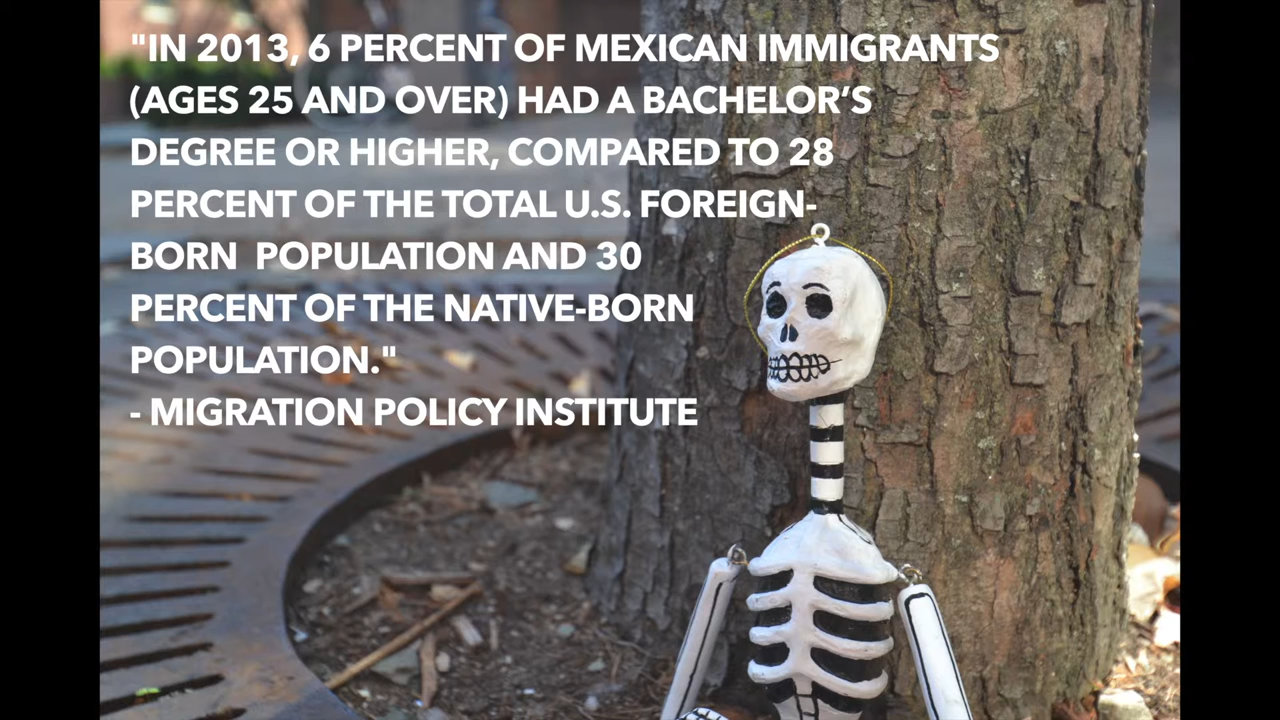 "IN 2013, 6 PERCENT OF MEXICAN IMMIGRANTS
(AGES 25 AND OVER) HAD A BACHELOR’S
DEGREE OR HIGHER, COMPARED TO 28
PERCENT OF THE TOTAL U.S. FOREIGN-
BORN  POPULATION AND 30
PERCENT OF THE NATIVE-BORN
POPULATION."
- MIGRATION POLICY INSTITUTE